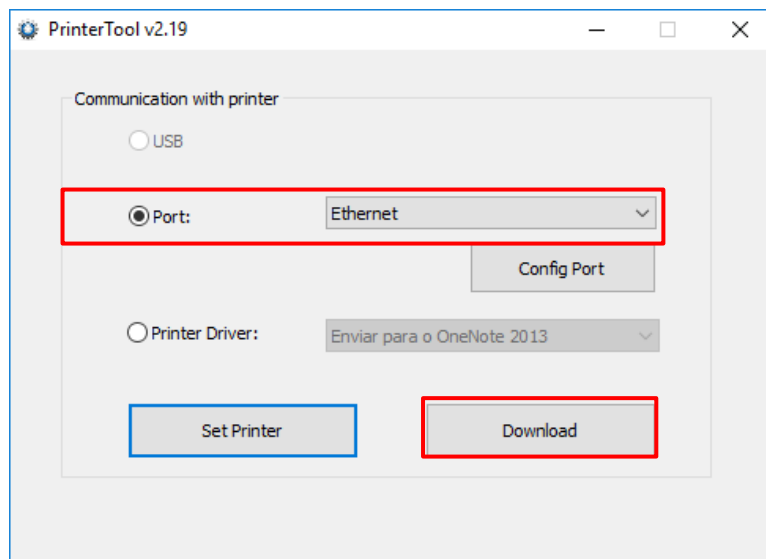 PrinterTool v2.19
Communication with printer
USB
Port: Ethernet
Config Port
Printer Driver: Enviar para o OneNote 2013
Set Printer Download